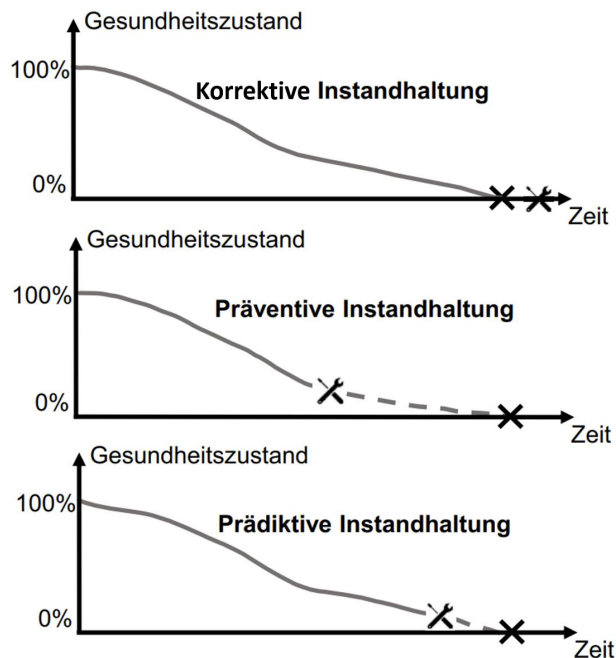 Gesundheitszustand
100%
Korrektive Instandhaltung
0%
Zeit
Gesundheitszustand
100%
Präventive Instandhaltung
0%
Zeit
Gesundheitszustand
100%
Prädiktive Instandhaltung
0%
Zeit